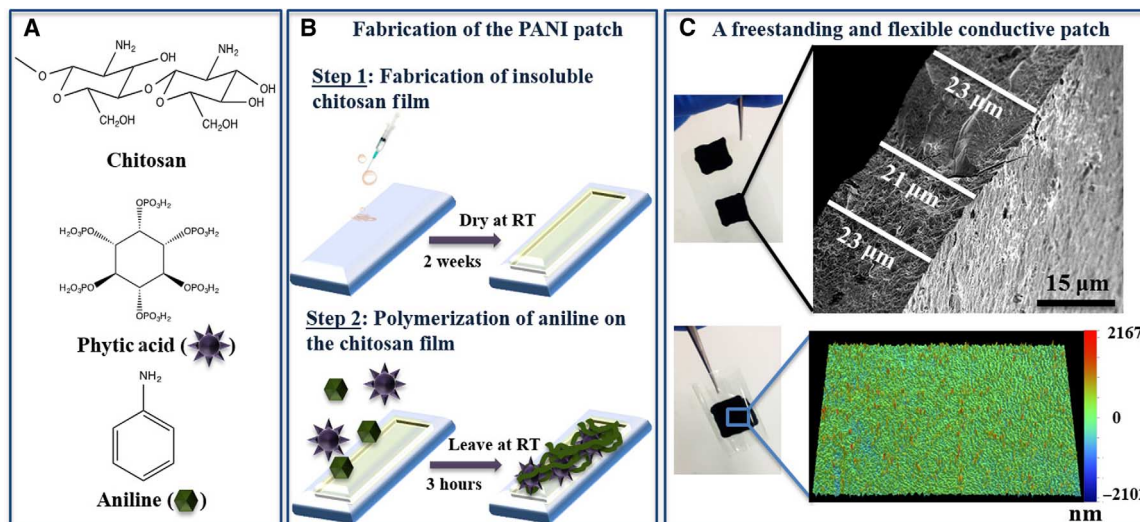 A
NH2
NH2
OH
O
HO
O
O
OH
O
O
OH
CH2OH
CH2OH
Chitosan
OPO3H2
H2O3PO
OPO3H2
H2O3PO
OPO3H2
OPO3H2
Phytic acid ( )
NH2
Aniline ( )
B
Fabrication of the PANI patch
Step 1: Fabrication of insoluble
chitosan film
Dry at RT
2 weeks
Step 2: Polymerization of aniline on
the chitosan film
Leave at RT
3 hours
C
A freestanding and flexible conductive patch
23 µm
21 µm
23 µm
15 µm
2167
0
nm